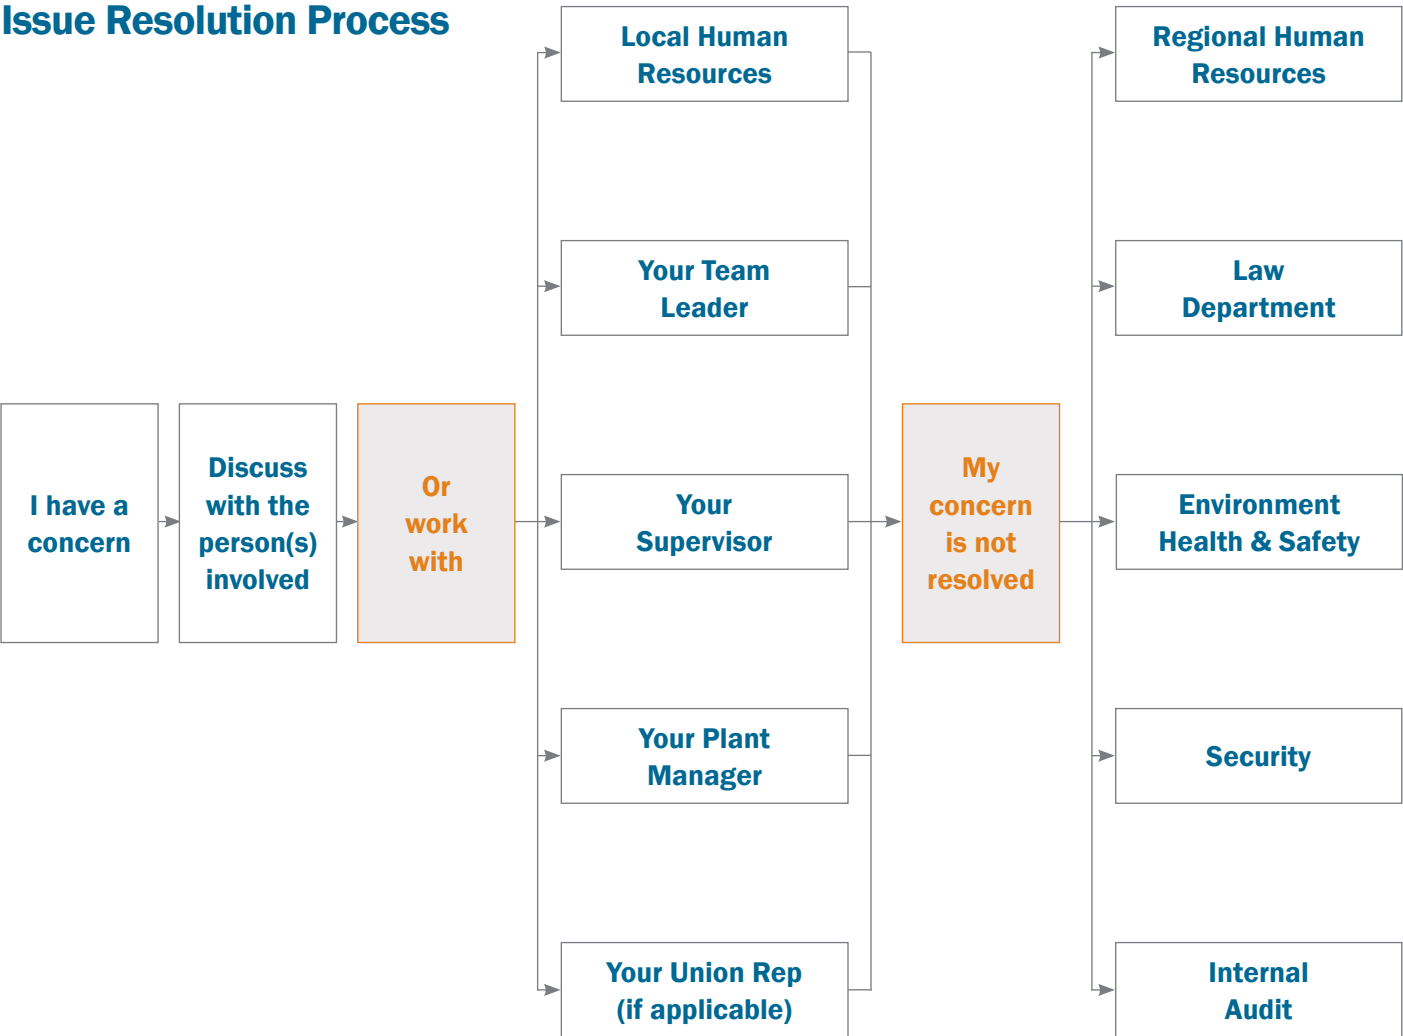 Issue Resolution Process
I have a
concern
Discuss
with the
person(s)
involved
Or
work
with
Local Human
Resources
Your Team
Leader
Your
Supervisor
Your Plant
Manager
Your Union Rep
(if applicable)
My
concern
is not
resolved
Regional Human
Resources
Law
Department
Environment
Health & Safety
Security
Internal
Audit